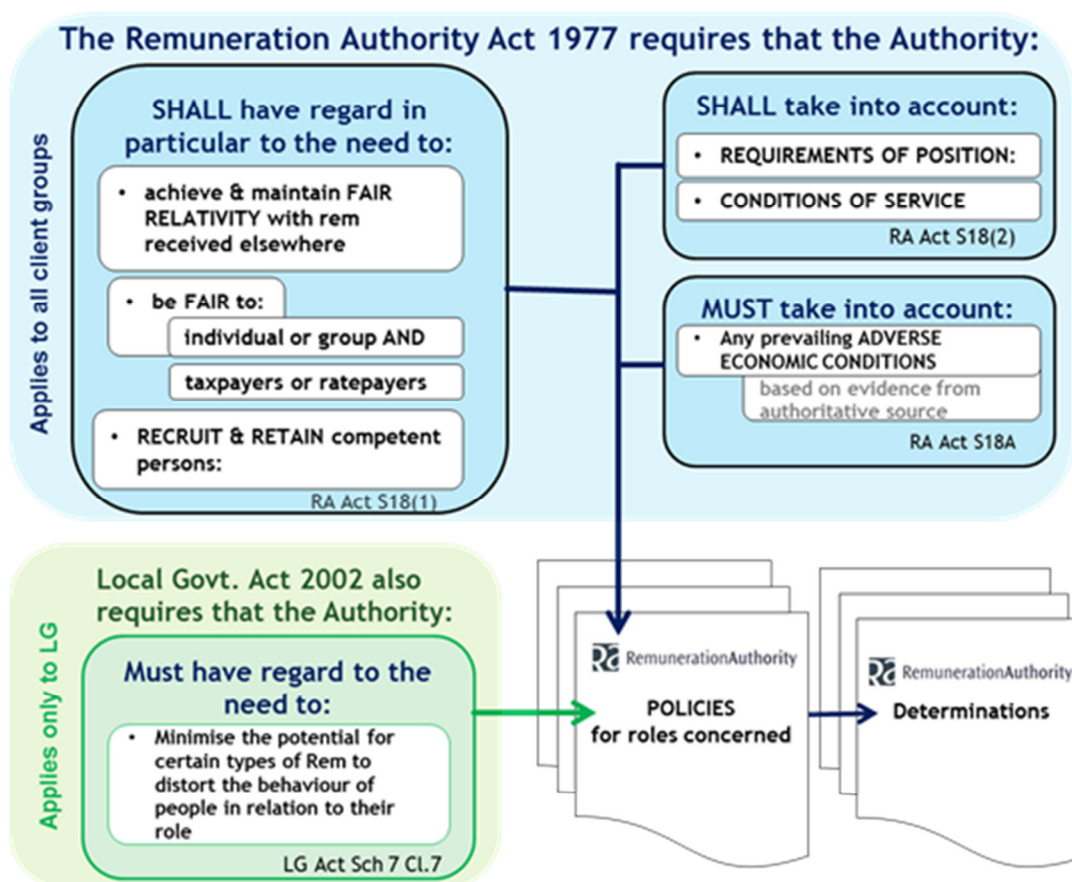 The Remuneration Authority Act 1977 requires that the Authority:
Applies to all client groups
SHALL have regard in
particular to the need to:
• achieve & maintain FAIR
RELATIVITY with rem
received elsewhere
• be FAIR to:
individual or group AND
taxpayers or ratepayers
• RECRUIT & RETAIN competent
persons:
RA Act S18(1)
SHALL take into account:
• REQUIREMENTS OF POSITION:
• CONDITIONS OF SERVICE
RA Act S18(2)
MUST take into account:
• Any prevailing ADVERSE
ECONOMIC CONDITIONS
based on evidence from
authoritative source
RA Act S18A
Applies only to LG
Local Govt. Act 2002 also
requires that the Authority:
Must have regard to the
need to:
• Minimise the potential for
certain types of Rem to
distort the behaviour of
people in relation to their
role
LG Act Sch 7 Cl.7
Ra RemunerationAuthority
POLICIES
for roles concerned
Ra RemunerationAuthority
Determinations